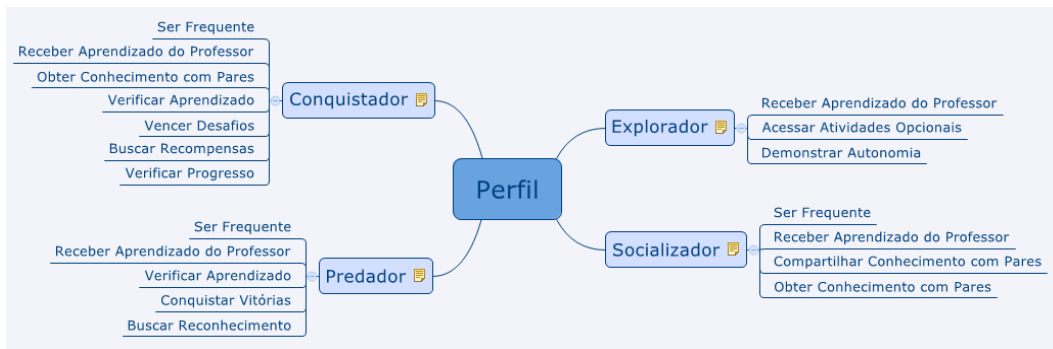 Ser Frequente
Receber Aprendizado do Professor
Obter Conhecimento com Pares
Verificar Aprendizado
Vencer Desafios
Buscar Recompensas
Verificar Progresso
Conquistador
Perfil
Explorador
Receber Aprendizado do Professor
Acessar Atividades Opcionais
Demonstrar Autonomia
Ser Frequente
Receber Aprendizado do Professor
Verificar Aprendizado
Conquistar Vitórias
Buscar Reconhecimento
Predador
Socializador
Ser Frequente
Receber Aprendizado do Professor
Compartilhar Conhecimento com Pares
Obter Conhecimento com Pares